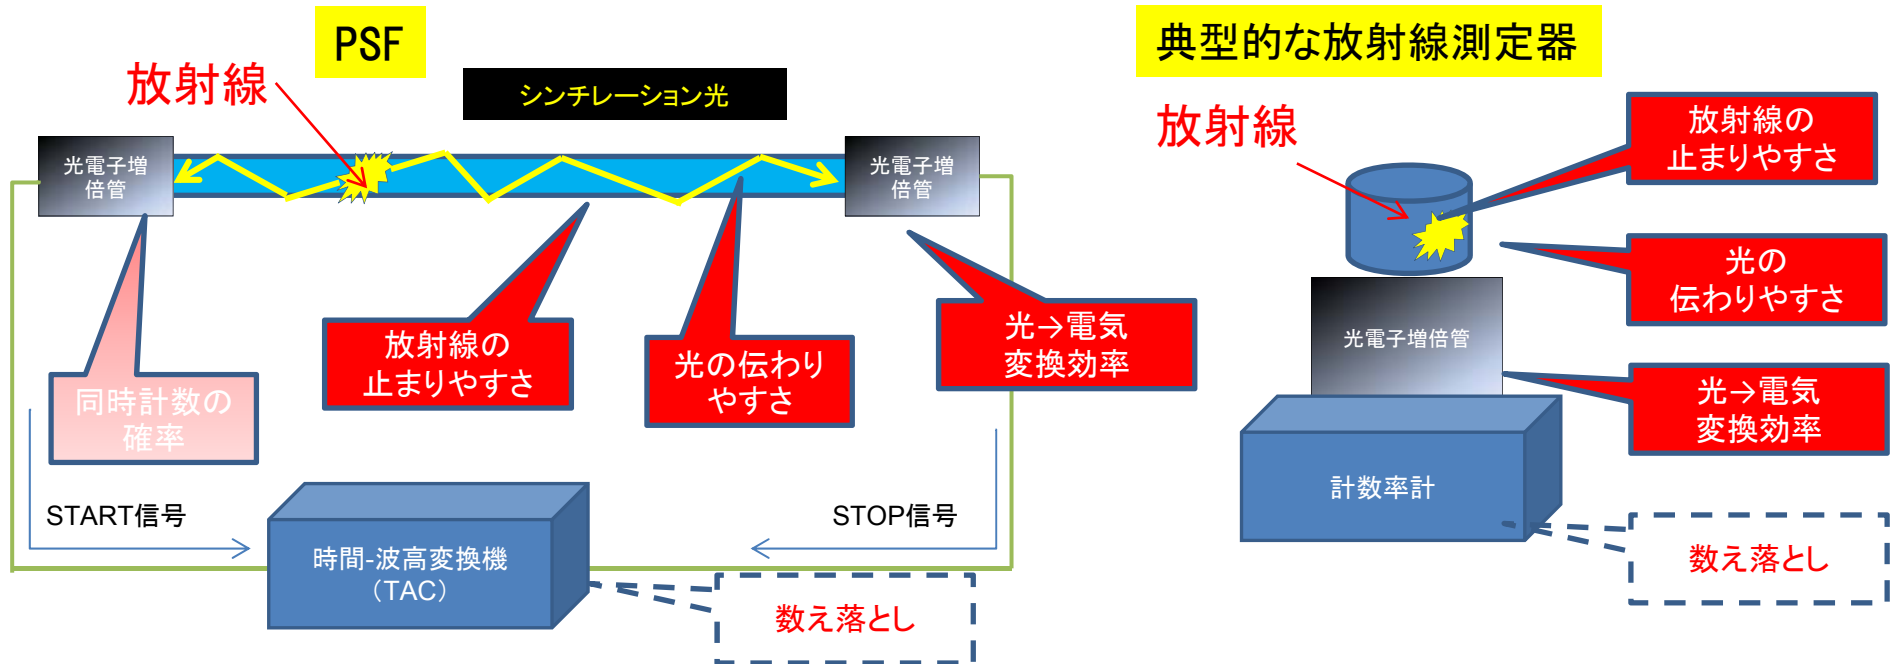 PSF
放射線
シンチレーション光
光電子増
倍管
光電子増
倍管
同時計数の
確率
放射線の
止まりやすさ
光の伝わり
やすさ
光→電気
変換効率
START信号
STOP信号
時間-波高変換機
（TAC）
数え落とし
典型的な放射線測定器
放射線
放射線の
止まりやすさ
光の
伝わりやすさ
光電子増倍管
光→電気
変換効率
計数率計
数え落とし